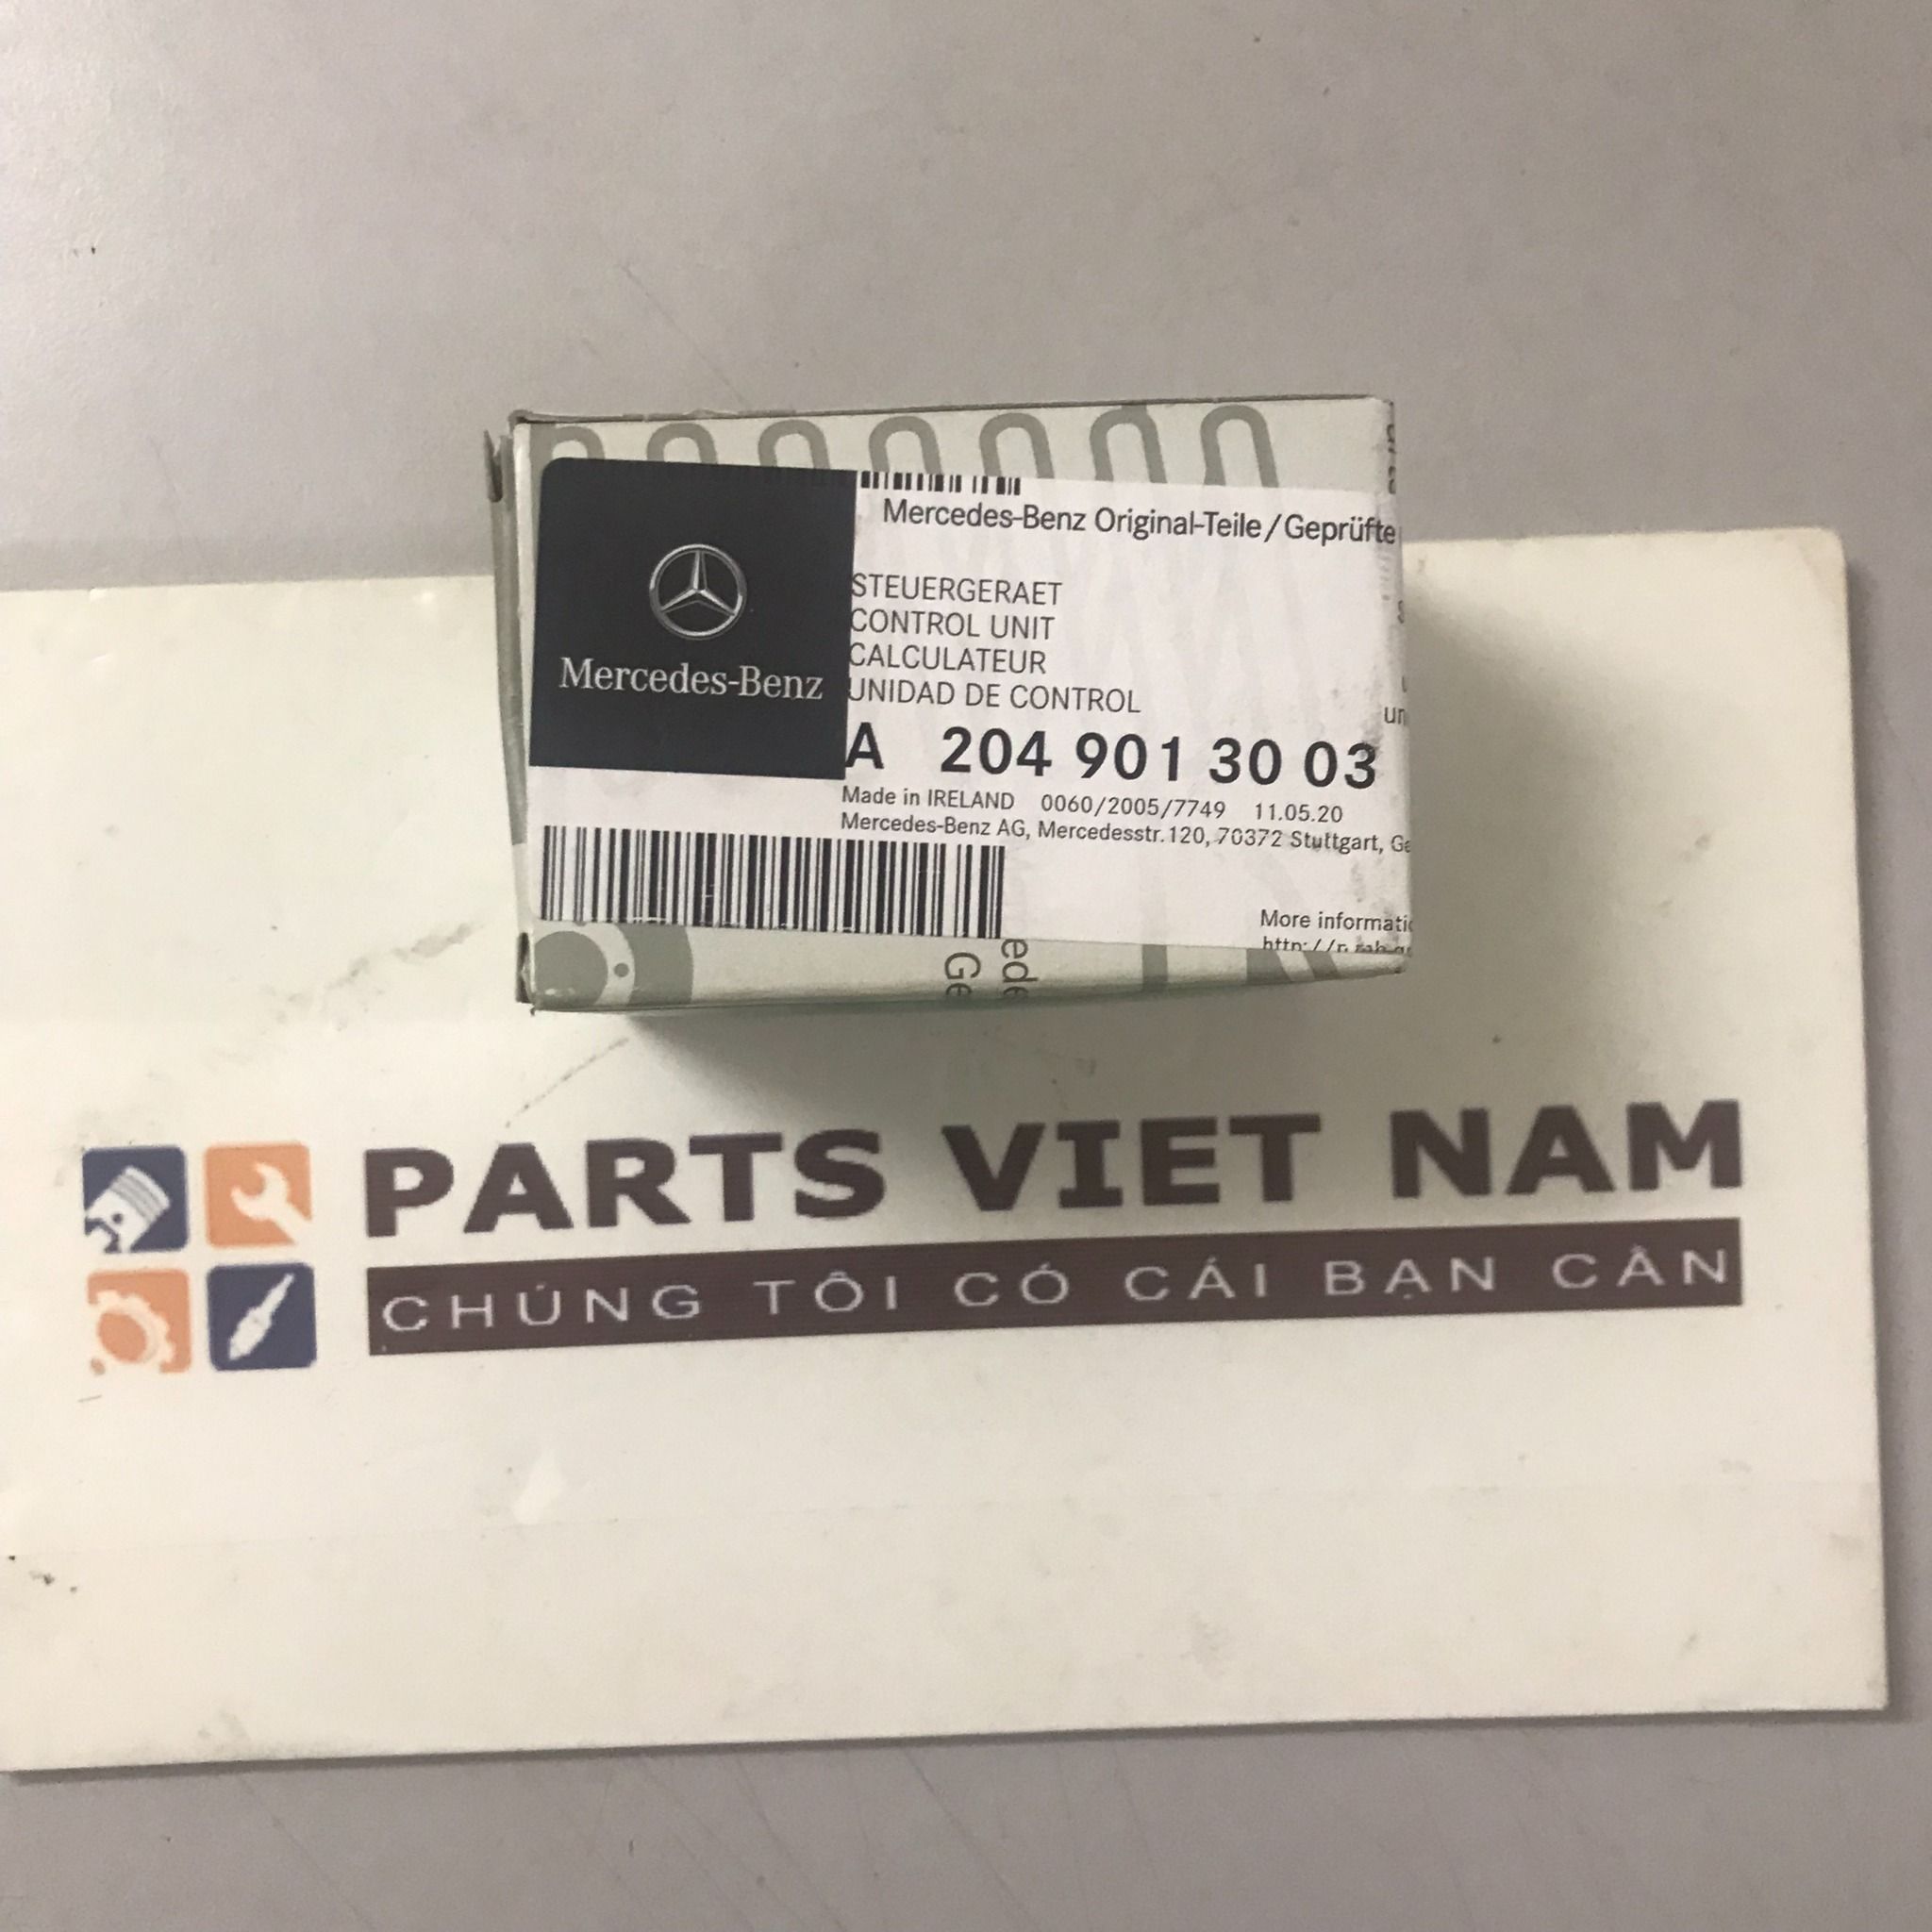 Mercedes-Benz Original-Teile/Geprüfte
Mercedes-Benz
STEUERGERAET
CONTROL UNIT
CALCULATEUR
UNIDAD DE CONTROL
A 204 901 30 03
Made in IRELAND 0060/2005/7749 11.05.20
Mercedes-Benz AG, Mercedesstr.120, 70372 Stuttgart, Ge
More informatio
PARTS VIET NAM
CHÚNG TÔI CÓ CÁI BẠN CẦN